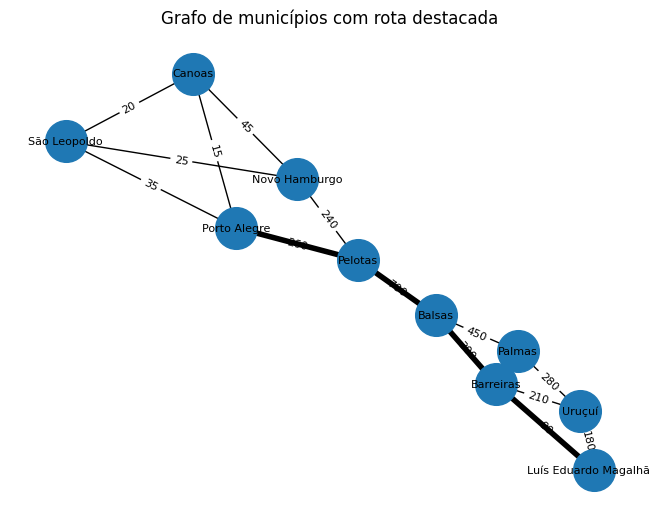 Grafo de municípios com rota destacada
Canoas
20
45
São Leopoldo
15
25
Novo Hamburgo
35
240
Porto Alegre
Pelotas
Balsas
450
Palmas
280
Barreiras
210
Uruçuí
180
Luís Eduardo Magalhã